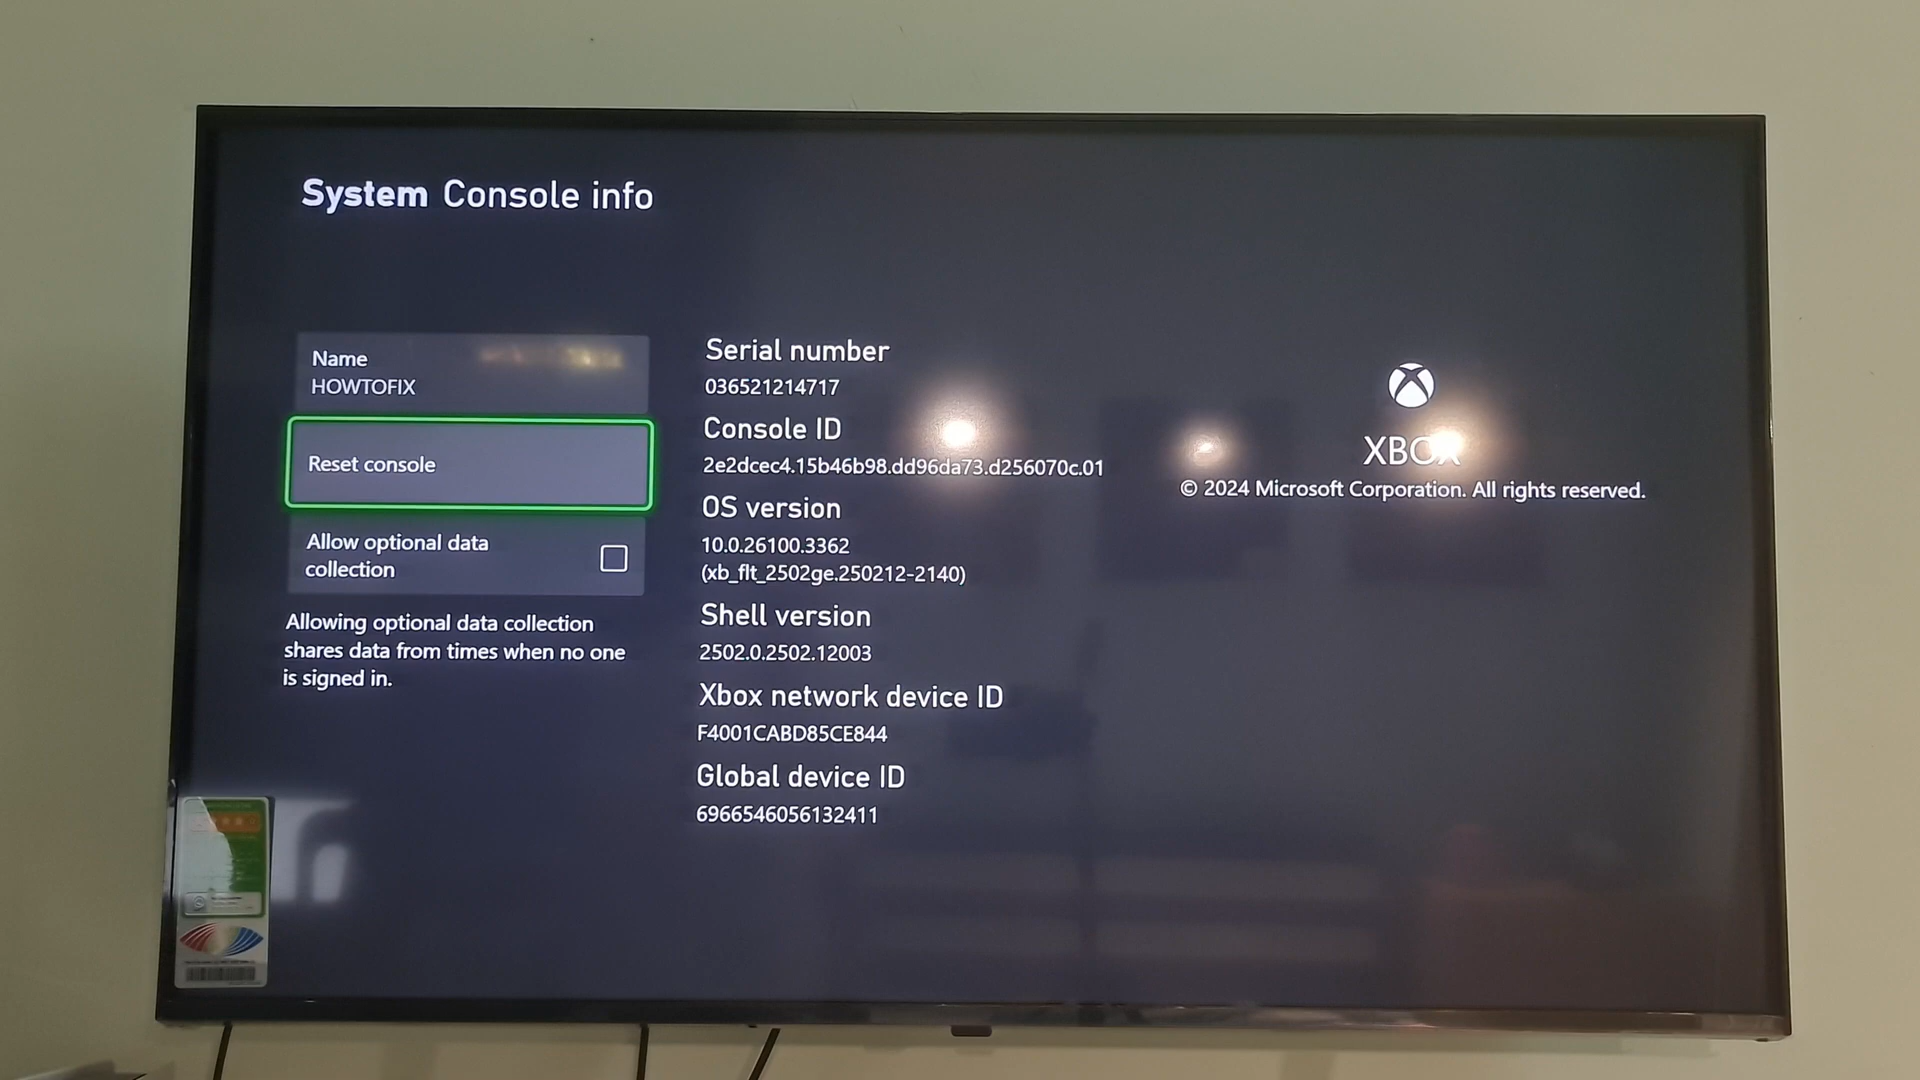 System Console info
Name
HOWTOFIX
Reset console
Allow optional data
collection
Allowing optional data collection
shares data from times when no one
is signed in.
Serial number
036521214717
Console ID
2e2dcec4.15b46b98.dd96da73.d256070c.01
OS version
10.0.26100.3362
(xb_flt_2502ge.250212-2140)
Shell version
2502.0.2502.12003
Xbox network device ID
F4001CABD85CE844
Global device ID
6966546056132411
XBOX
© 2024 Microsoft Corporation. All rights reserved.